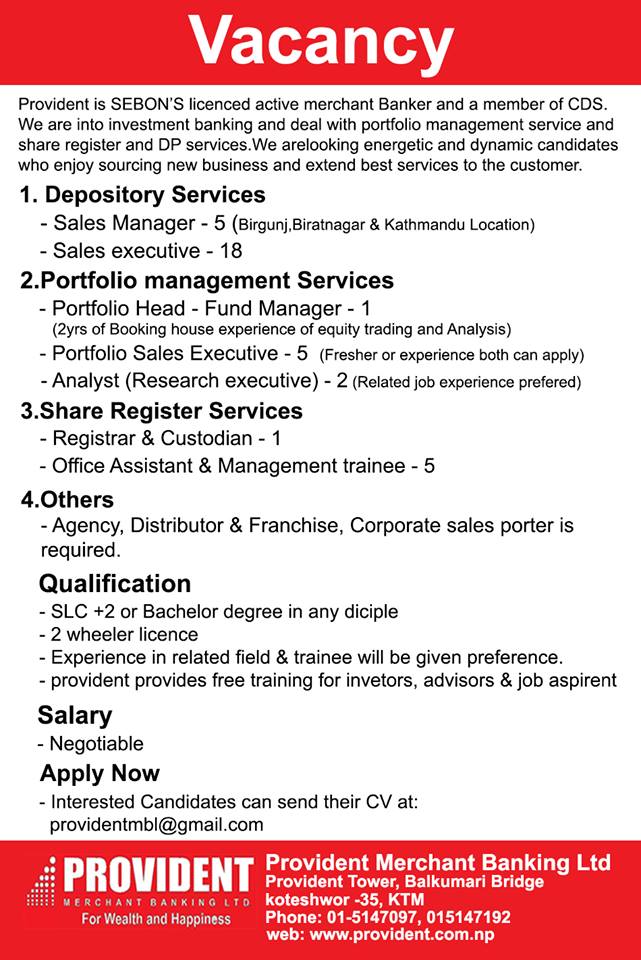 Vacancy
Provident is SEBON'S licenced active merchant Banker and a member of CDS.
We are into investment banking and deal with portfolio management service and
share register and DP services.We arelooking energetic and dynamic candidates
who enjoy sourcing new business and extend best services to the customer.
1. Depository Services
- Sales Manager - 5 (Birgunj,Biratnagar & Kathmandu Location)
- Sales executive - 18
2.Portfolio management Services
- Portfolio Head - Fund Manager - 1
(2yrs of Booking house experience of equity trading and Analysis)
- Portfolio Sales Executive - 5 (Fresher or experience both can apply)
- Analyst (Research executive) - 2 (Related job experience prefered)
3.Share Register Services
- Registrar & Custodian - 1
- Office Assistant & Management trainee - 5
4.Others
- Agency, Distributor & Franchise, Corporate sales porter is
required.
Qualification
- SLC +2 or Bachelor degree in any diciple
- 2 wheeler licence
- Experience in related field & trainee will be given preference.
- provident provides free training for invetors, advisors & job aspirent
Salary
- Negotiable
Apply Now
- Interested Candidates can send their CV at:
providentmbl@gmail.com
PROVIDENT
MERCHANT BANKING LTD
For Wealth and Happiness
Provident Merchant Banking Ltd
Provident Tower, Balkumari Bridge
koteshwor -35, KTM
Phone: 01-5147097, 015147192
web: www.provident.com.np